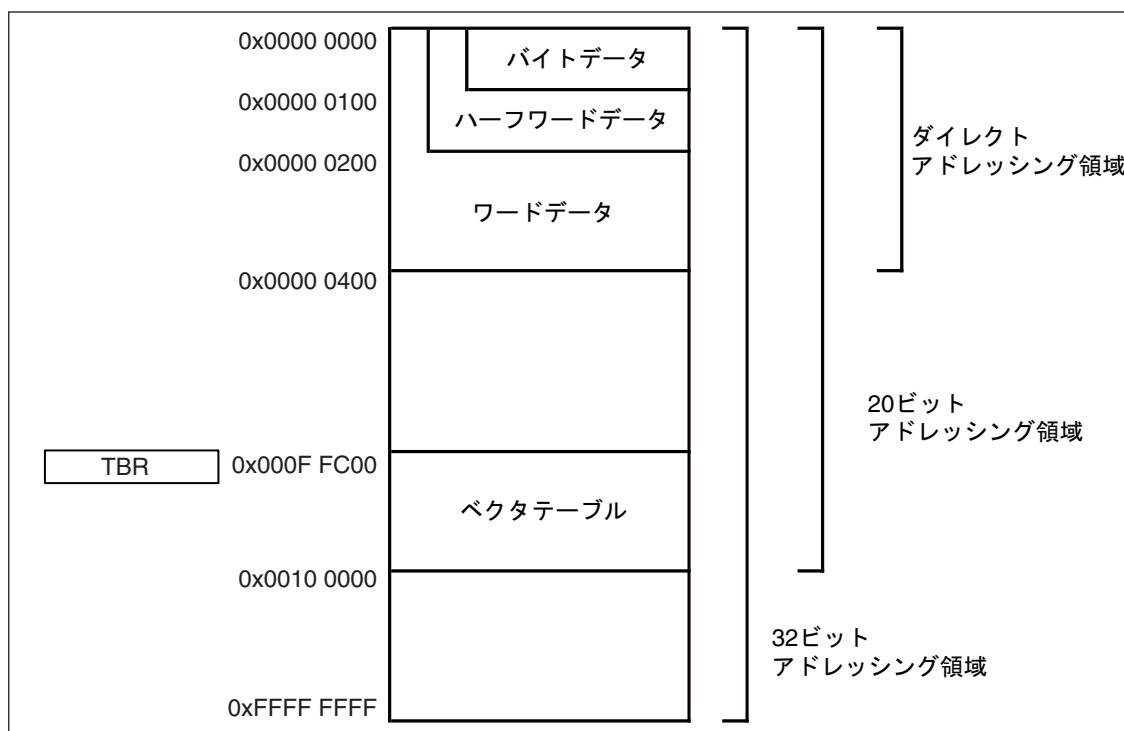 0x0000 0000
バイトデータ
0x0000 0100
ハーフワードデータ
ダイレクト
アドレッシング領域
0x0000 0200
ワードデータ
0x0000 0400
20ビット
アドレッシング領域
TBR
0x000F FC00
ベクタテーブル
0x0010 0000
32ビット
アドレッシング領域
0xFFFF FFFF